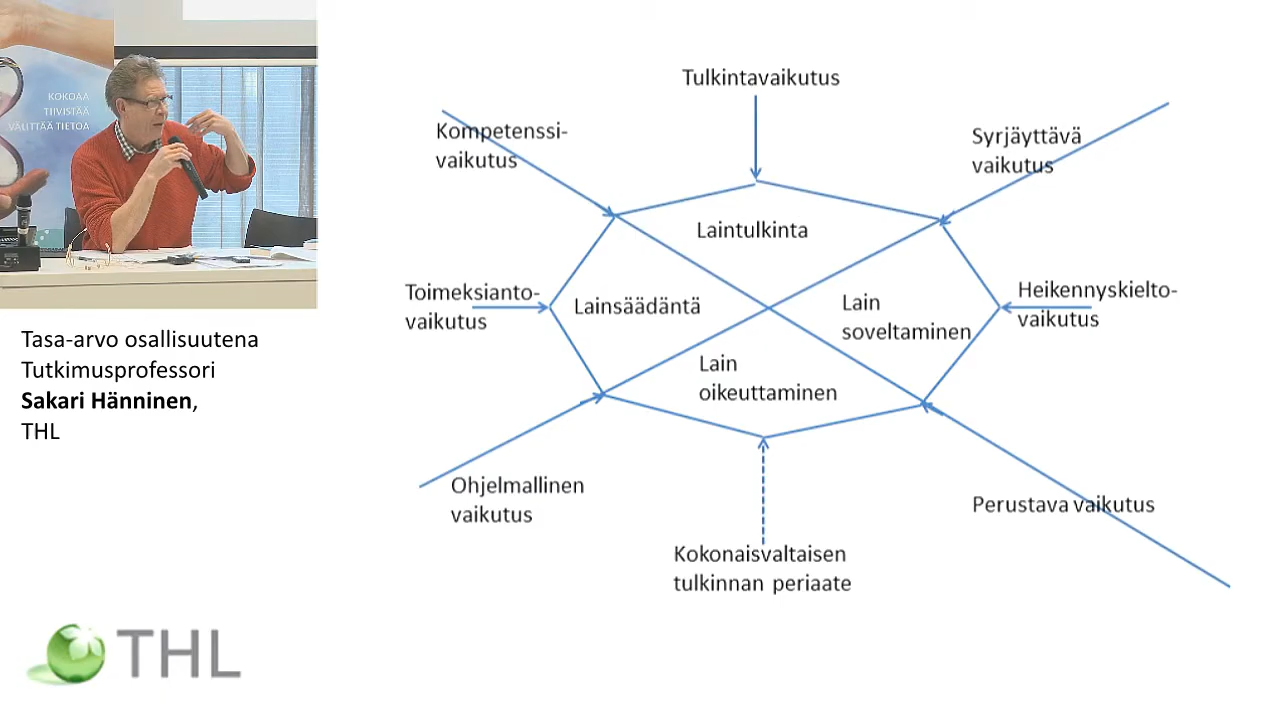 KOKOAA
TIIVISTÄÄ
VÄLITTÄÄ TIETOA
Tasa-arvo osallisuutena
Tutkimusprofessori
Sakari Hänninen,
THL
THL
Tulkintavaikutus
Kompetenssi-
vaikutus
Syrjäyttävä
vaikutus
Laintulkinta
Toimeksianto-
vaikutus
Lainsäädäntä
Lain
soveltaminen
Heikennyskielto-
vaikutus
Lain
oikeuttaminen
Ohjelmallinen
vaikutus
Perustava vaikutus
Kokonaisvaltaisen
tulkinnan periaate